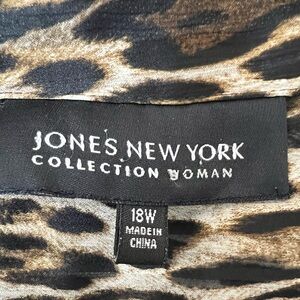 JONES NEW YORK
COLLECTION WOMAN
18W
MADE IN
CHINA